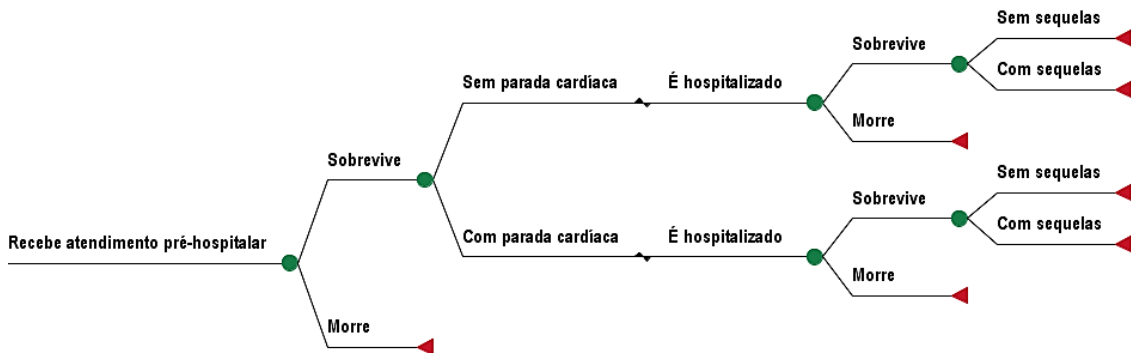 Sem sequelas
Sobrevive
Com sequelas
Sem parada cardíaca É hospitalizado
Morre
Sobrevive
Sem sequelas
Sobrevive
Com sequelas
Com parada cardíaca É hospitalizado
Recebe atendimento pré-hospitalar
Morre
Morre